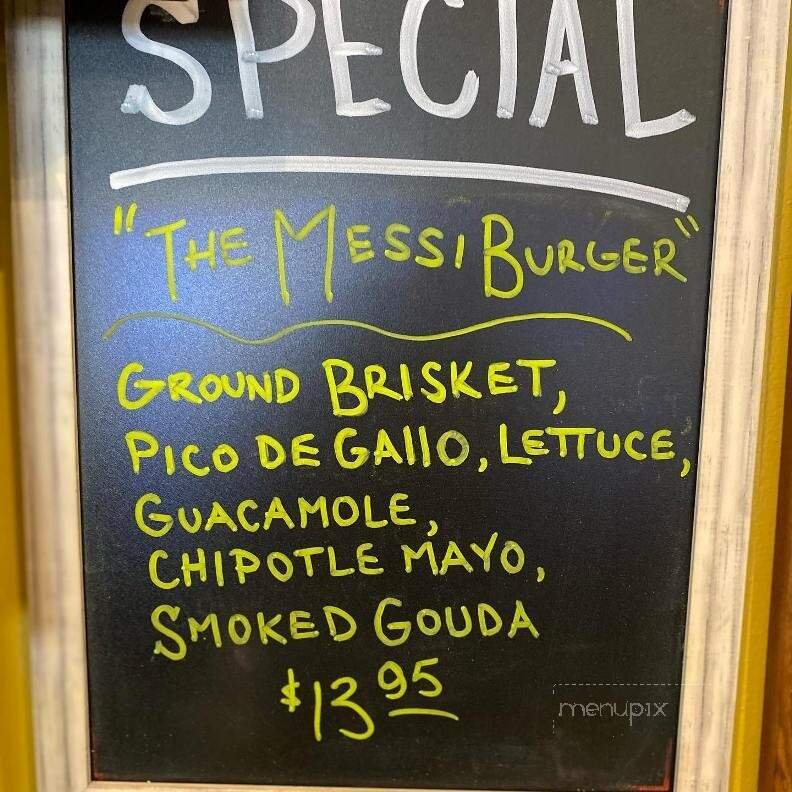 SPECIAL
"THE MESSI BURGER"
GROUND BRISKET,
PICO DE GALLO, LETTUCE,
GUACAMOLE,
CHIPOTLE MAYO,
SMOKED GOUDA
$13 95
menupix